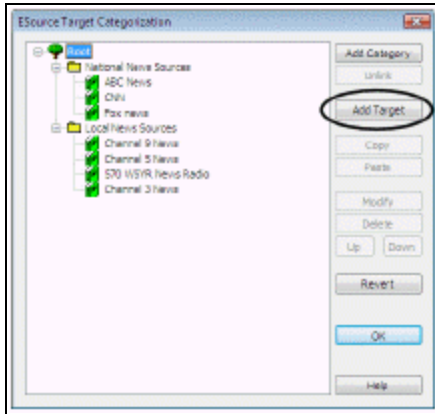 ESource Target Categorization
Root
National News Sources
ABC News
CNN
Fox news
Local News Sources
Channel 9 News
Channel 5 News
570 WSYR News Radio
Channel 3 News
Add Category
Unlink
Add Target
Copy
Paste
Modify
Delete
Up Down
Revert
OK
Help